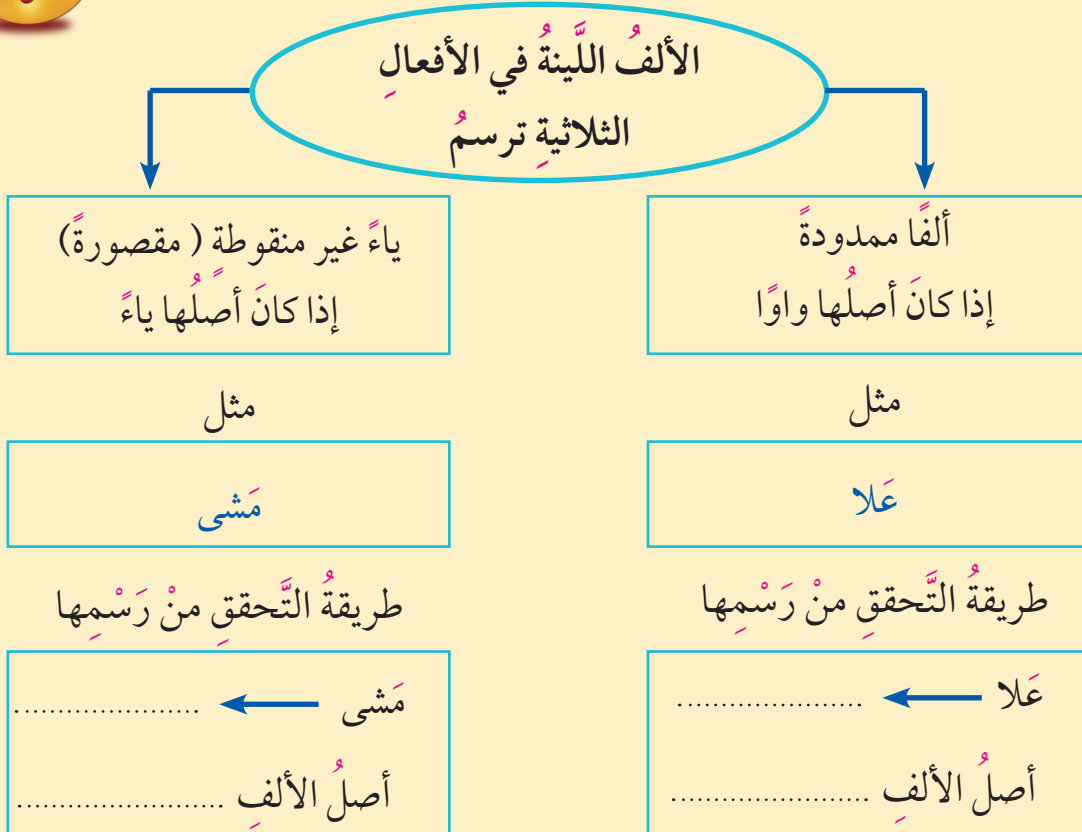 الألفُ اللَّينةُ في الأفعالِ
الثلاثيةِ ترسمُ
ألفًا ممدودةً
إذا كانَ أصلُها واوًا
مثل
عَلا
طريقةُ التَّحققِ منْ رَسْمِها
عَلا ......................
أصلُ الألفِ ......................
ياءً غير منقوطةٍ ( مقصورةً)
إذا كانَ أصلُها ياءً
مثل
مَشى
طريقةُ التَّحققِ منْ رَسْمِها
مَشى ......................
أصلُ الألفِ ......................